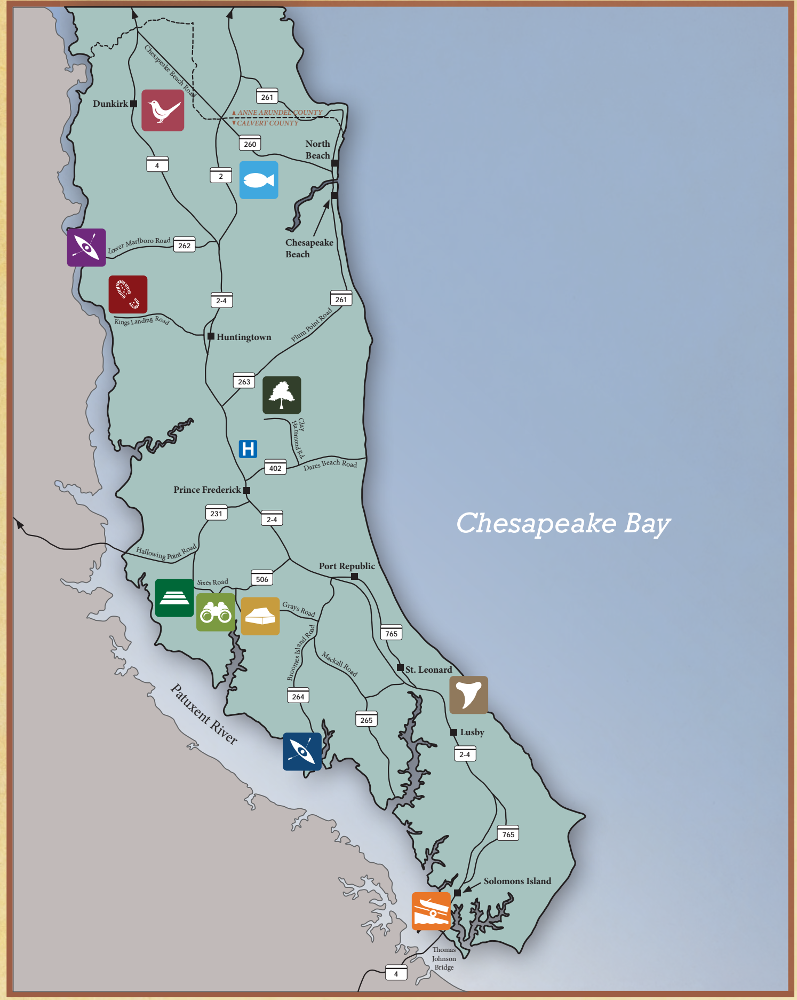 Chesapeake Beach Road
Dunkirk
261
▲ ANNE ARUNDEL COUNTY
▼ CALVERT COUNTY
260
North
Beach
4
2
Chesapeake
Beach
Lower Marlboro Road
262
2-4
261
Kings Landing Road
Plum Point Road
Huntingtown
263
Clay
Hammond Rd.
H
402
Dares Beach Road
Prince Frederick
231
2-4
Chesapeake Bay
Hallowing Point Road
Port Republic
506
Sixes Road
Grays Road
765
Broomes Island Road
Mackall Road
St. Leonard
264
Patuxent River
265
Lusby
2-4
765
Solomons Island
Thomas
Johnson
Bridge
4